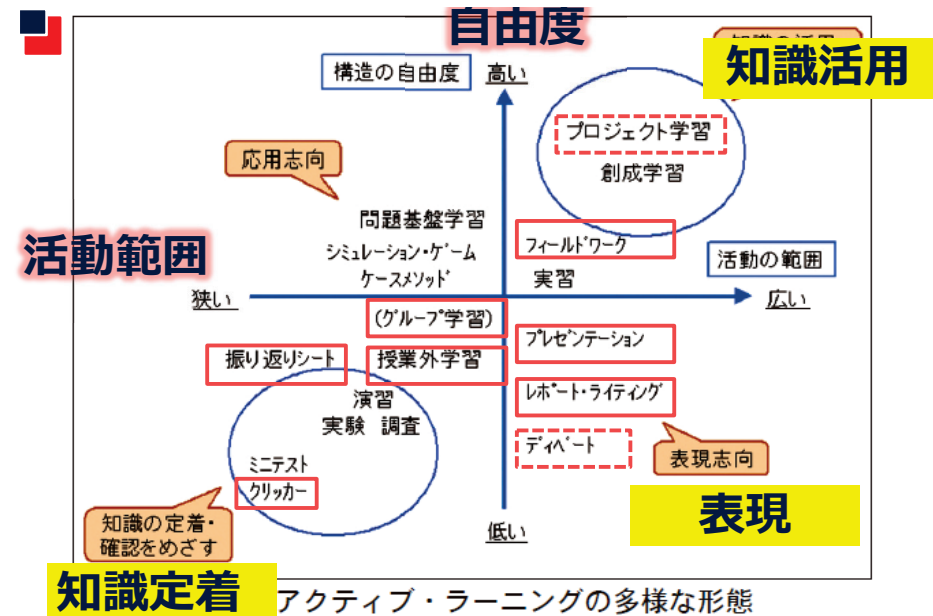 自由度
構造の自由度
高い
知識活用
プロジェクト学習
創成学習
応用志向
問題基盤学習
シミュレーション・ゲーム
ケースメソッド
フィールドワーク
実習
活動の範囲
活動範囲
狭い
広い
(グループ学習)
プレゼンテーション
振り返りシート
授業外学習
レポート・ライティング
演習
実験 調査
ディベート
表現志向
ミニテスト
クリッカー
知識の定着・
確認をめざす
低い
表現
知識定着
アクティブ・ラーニングの多様な形態